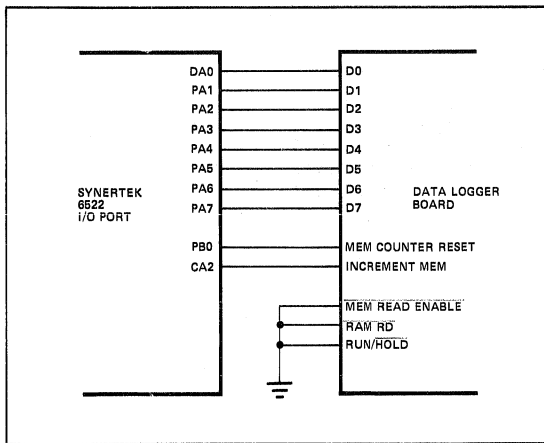 DA0 D0
PA1 D1
PA2 D2
PA3 D3
PA4 D4
PA5 D5
PA6 D6
PA7 D7
SYNERTEK
6522
I/O PORT
DATA LOGGER
BOARD
PB0 MEM COUNTER RESET
CA2 INCREMENT MEM
MEM READ ENABLE
RAM RD
RUN/HOLD